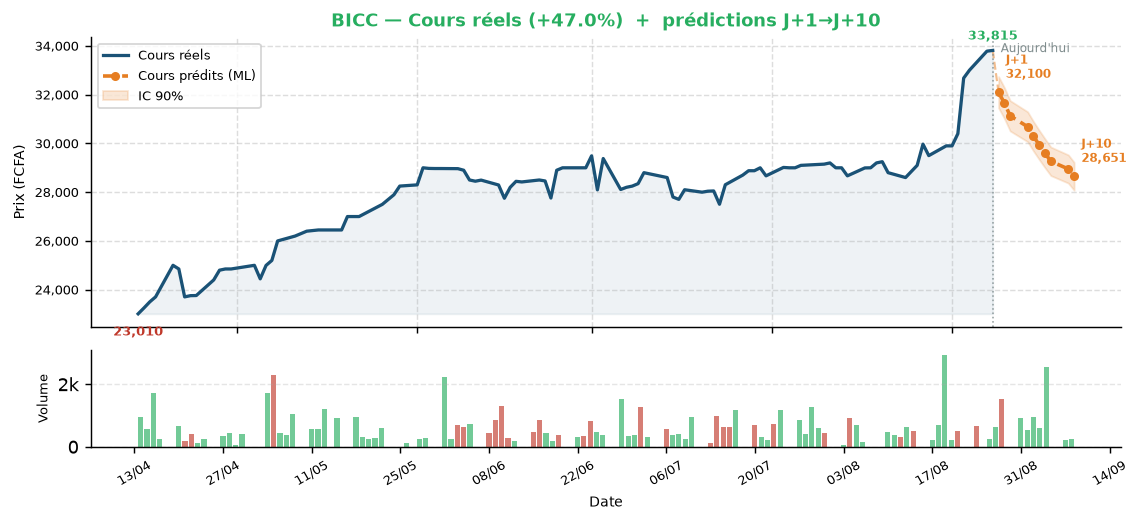 BICC — Cours réels (+47.0%)  +  prédictions J+1→J+10
33,815
34,000
Cours réels
Cours prédits (ML)
IC 90%
Aujourd'hui
J+1
32,100
32,000
30,000
J+10
28,651
28,000
26,000
24,000
23,010
Prix (FCFA)
2k
0
Volume
13/04
27/04
11/05
25/05
08/06
22/06
06/07
20/07
03/08
17/08
31/08
14/09
Date